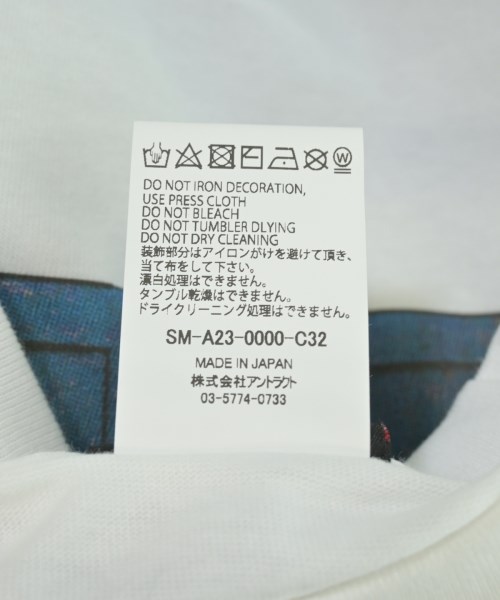 DO NOT IRON DECORATION,
USE PRESS CLOTH
DO NOT BLEACH
DO NOT TUMBLER DLYING
DO NOT DRY CLEANING
装飾部分はアイロンがけを避けて頂き、
当て布をして下さい。
漂白処理はできません。
タンブル乾燥はできません。
ドライクリーニング処理はできません。
SM-A23-0000-C32
MADE IN JAPAN
株式会社アントラクト
03-5774-0733